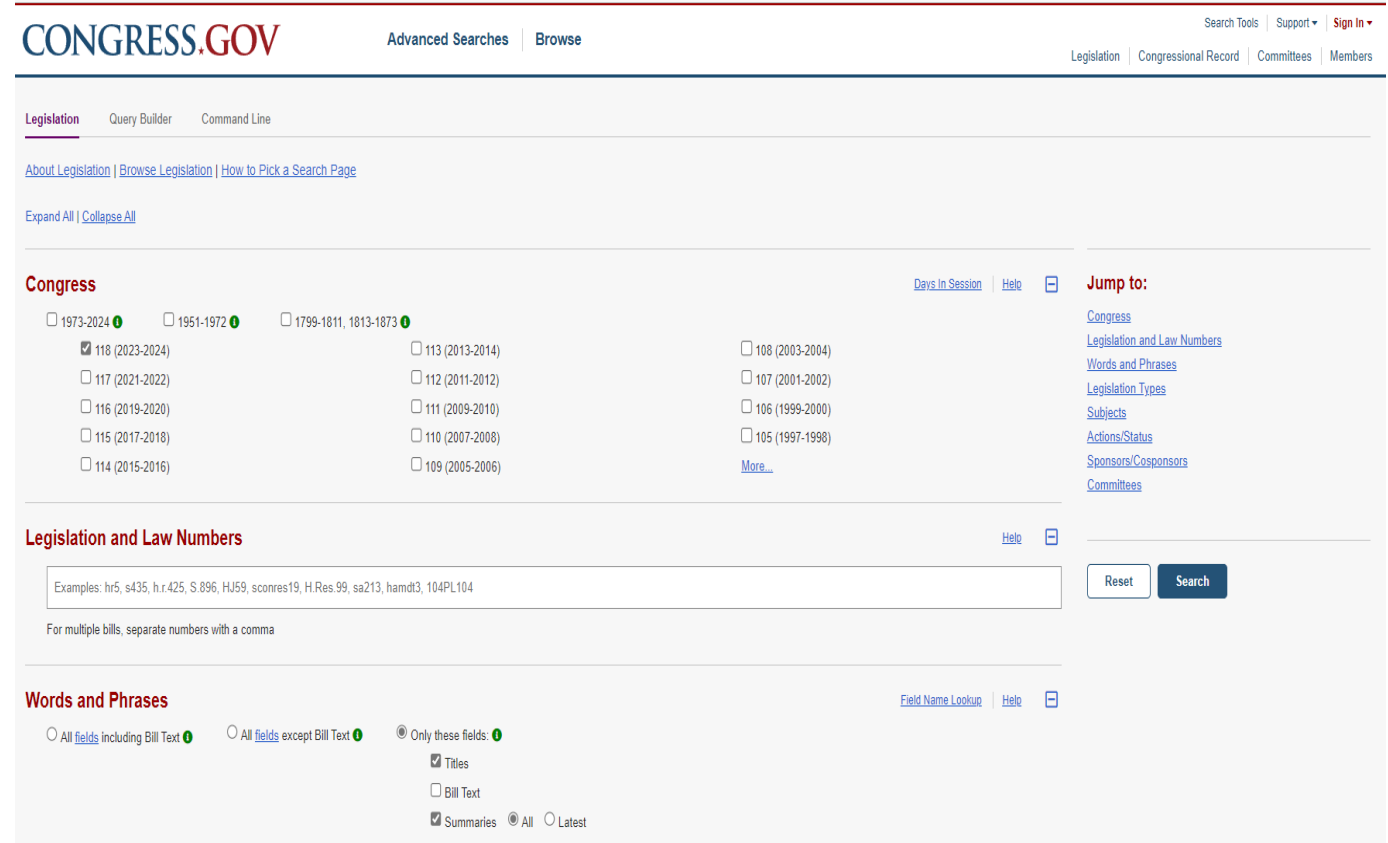 CONGRESS.GOV
Advanced Searches | Browse
Search Tools | Support | Sign In
Legislation | Congressional Record | Committees | Members
Legislation Query Builder Command Line
About Legislation | Browse Legislation | How to Pick a Search Page
Expand All | Collapse All
Congress
Days In Session | Help
1973-2024 1951-1972 1799-1811, 1813-1873
118 (2023-2024) 113 (2013-2014) 108 (2003-2004)
117 (2021-2022) 112 (2011-2012) 107 (2001-2002)
116 (2019-2020) 111 (2009-2010) 106 (1999-2000)
115 (2017-2018) 110 (2007-2008) 105 (1997-1998)
114 (2015-2016) 109 (2005-2006) More...
Legislation and Law Numbers
Help
Examples: hr5, s435, h.r.425, S.896, HJ59, sconres19, H.Res.99, sa213, hamdt3, 104PL104
For multiple bills, separate numbers with a comma
Words and Phrases
Field Name Lookup | Help
All fields including Bill Text All fields except Bill Text Only these fields:
Titles
Bill Text
Summaries All Latest
Jump to:
Congress
Legislation and Law Numbers
Words and Phrases
Legislation Types
Subjects
Actions/Status
Sponsors/Cosponsors
Committees
Reset Search